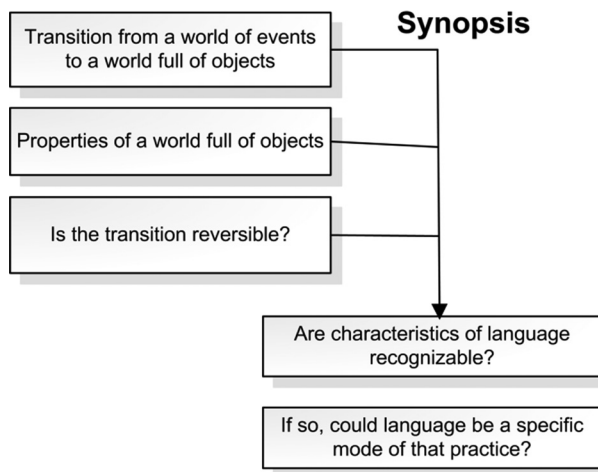 Synopsis
Transition from a world of events
to a world full of objects
Properties of a world full of objects
Is the transition reversible?
Are characteristics of language
recognizable?
If so, could language be a specific
mode of that practice?